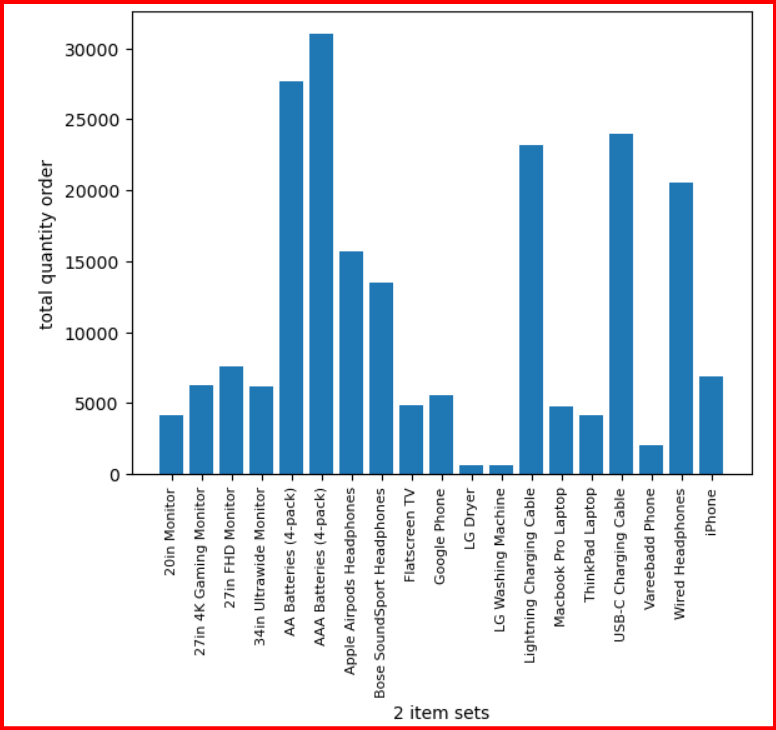 30000
25000
20000
15000
10000
5000
0
total quantity order
20in Monitor
27in 4K Gaming Monitor
27in FHD Monitor
34in Ultrawide Monitor
AA Batteries (4-pack)
AAA Batteries (4-pack)
Apple Airpods Headphones
Bose SoundSport Headphones
Flatscreen TV
Google Phone
LG Dryer
LG Washing Machine
Lightning Charging Cable
Macbook Pro Laptop
ThinkPad Laptop
USB-C Charging Cable
Vareebadd Phone
Wired Headphones
iPhone
2 item sets